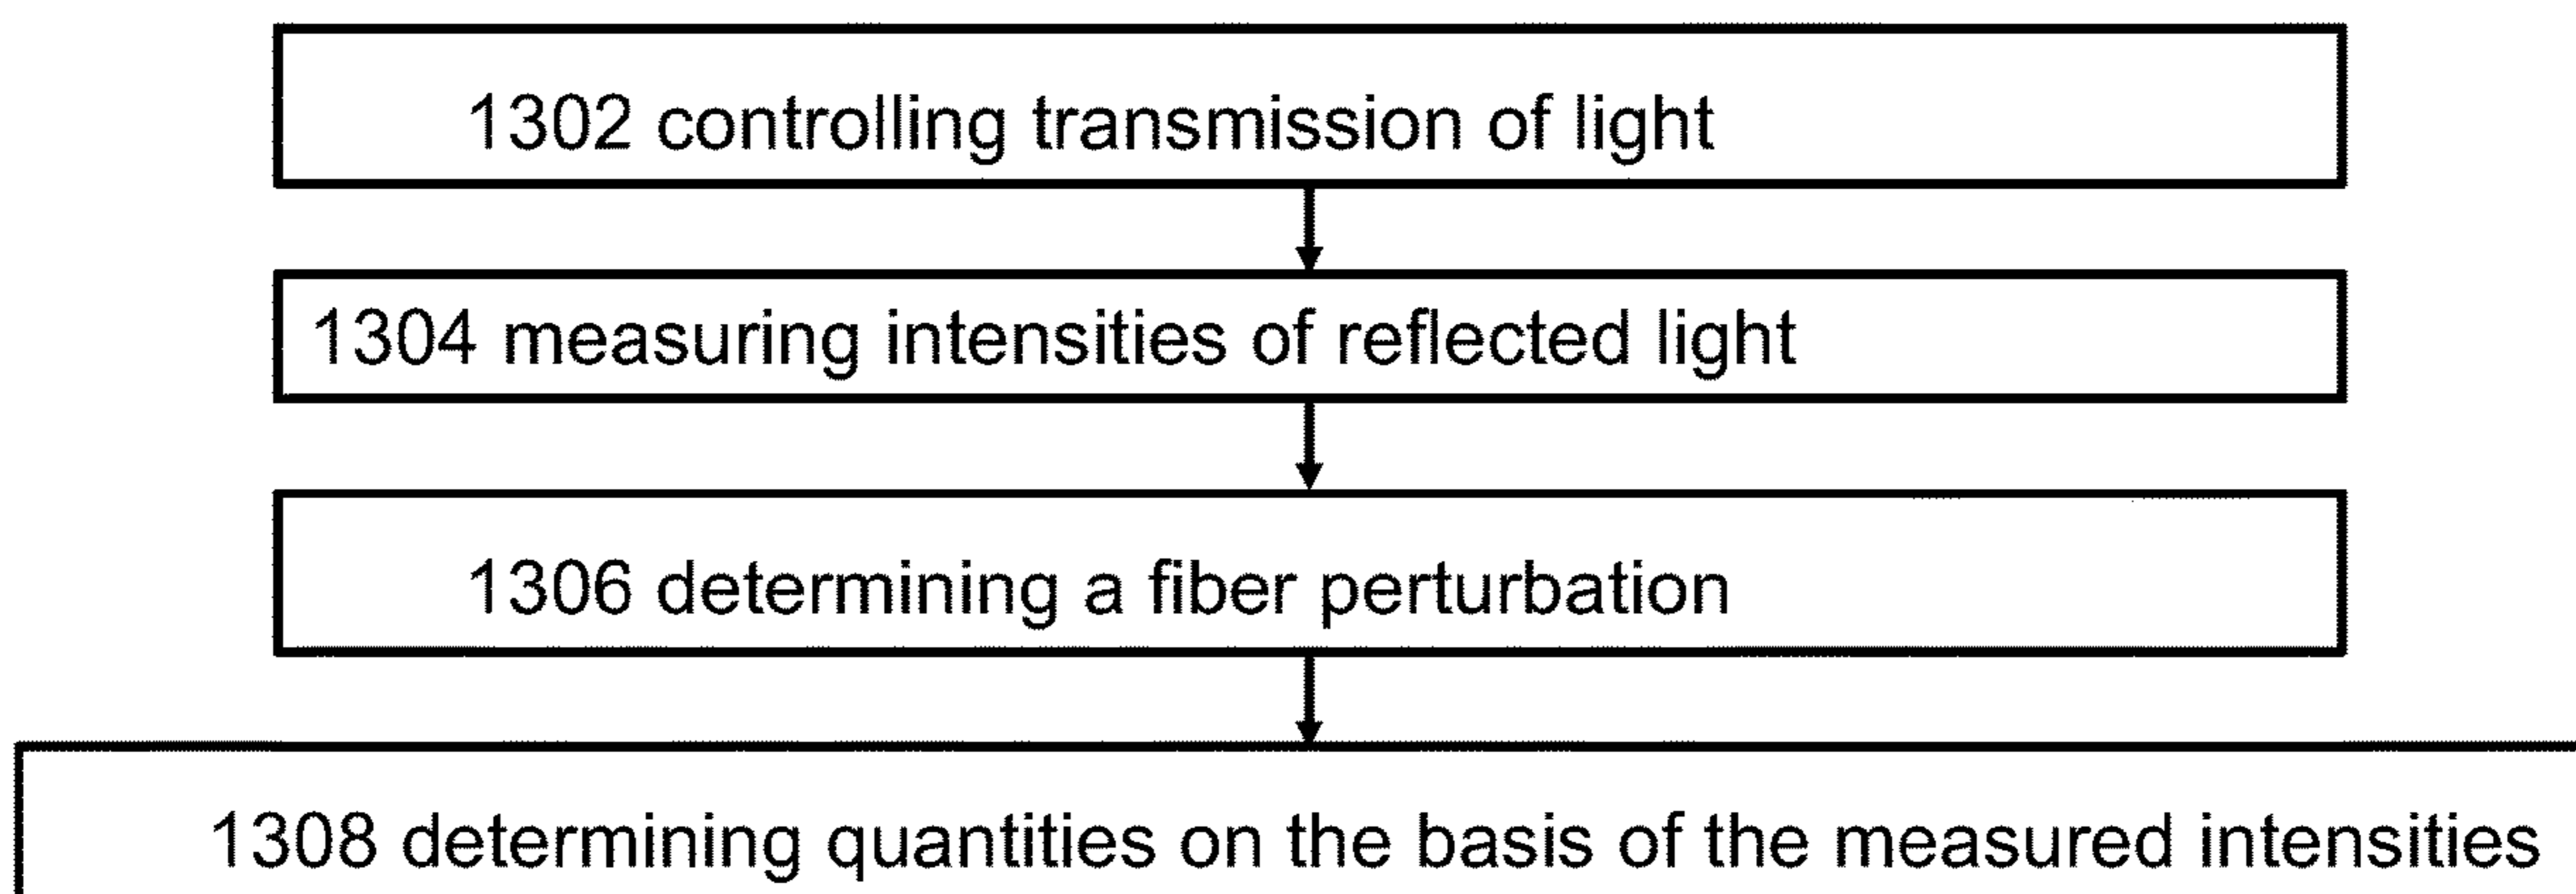 1302 controlling transmission of light
1304 measuring intensities of reflected light
1306 determining a fiber perturbation
1308 determining quantities on the basis of the measured intensities